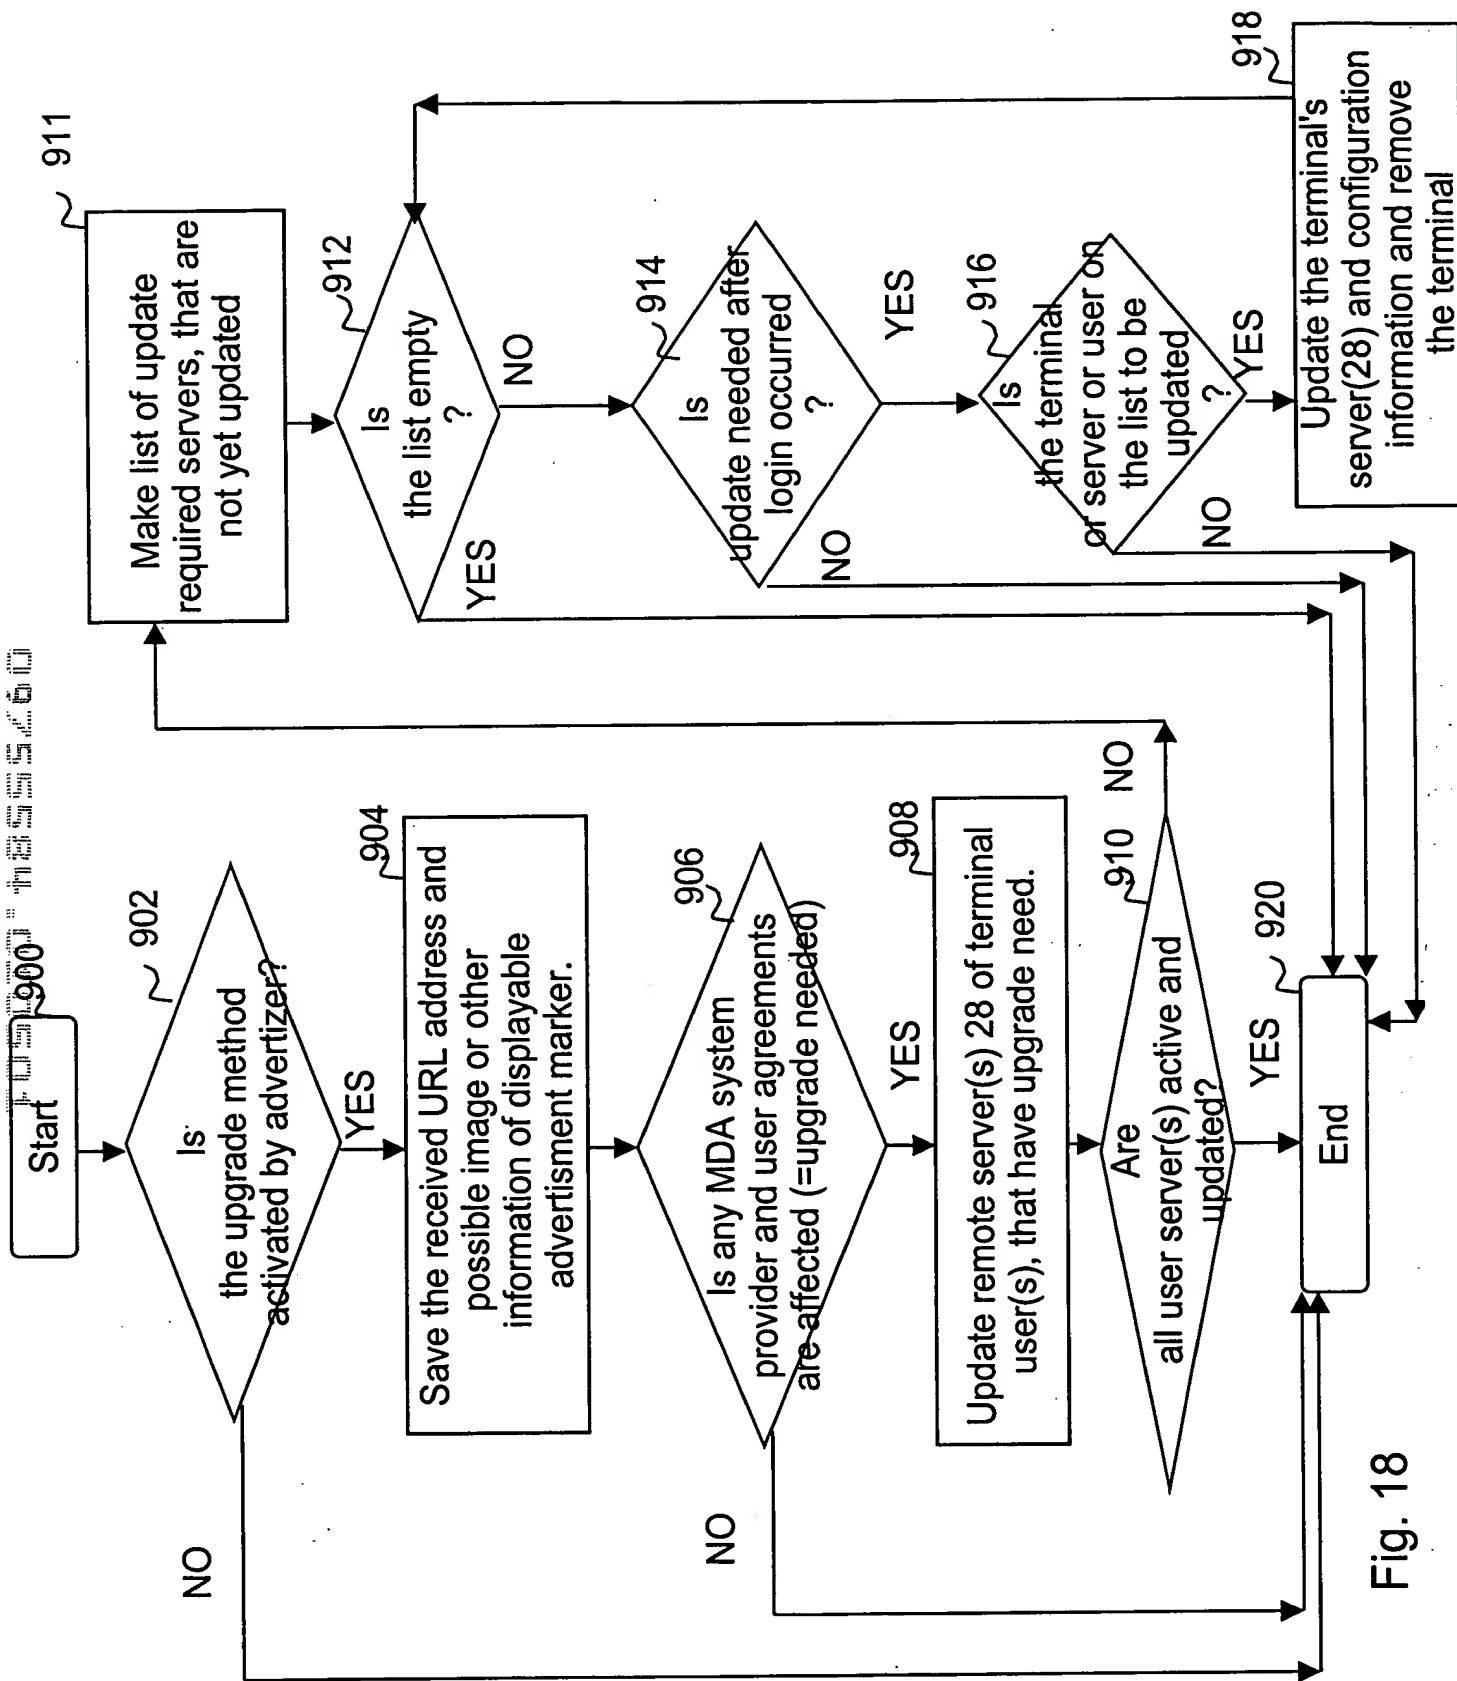 Start
900
Is
the upgrade method
activated by advertizer?
902
NO
YES
Save the received URL address and
possible image or other
information of displayable
advertisment marker.
904
Is any MDA system
provider and user agreements
are affected (=upgrade needed)
906
NO
YES
Update remote server(s) 28 of terminal
user(s), that have upgrade need.
908
Are
all user server(s) active and
updated?
910
NO
YES
End
920
Make list of update
required servers, that are
not yet updated
911
Is
the list empty
?
912
YES
NO
Is
update needed after
login occurred
?
914
NO
YES
Is
the terminal
or server or user on
the list to be
updated
?
916
NO
YES
Update the terminal's
server(28) and configuration
information and remove
the terminal
918
Fig. 18